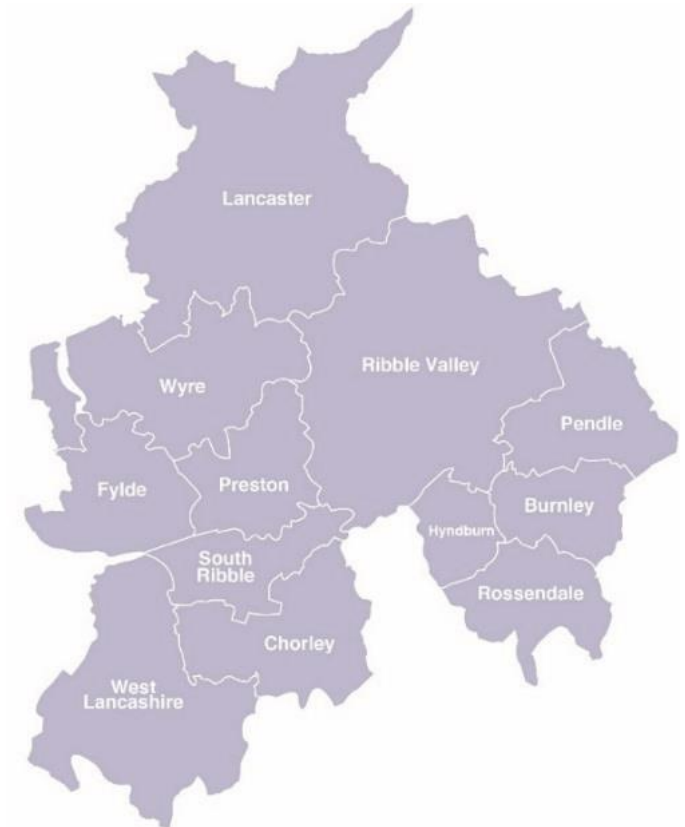 Lancaster
Ribble Valley
Wyre
Pendle
Fylde
Preston
Burnley
Hyndburn
South
Ribble
Rossendale
Chorley
West
Lancashire